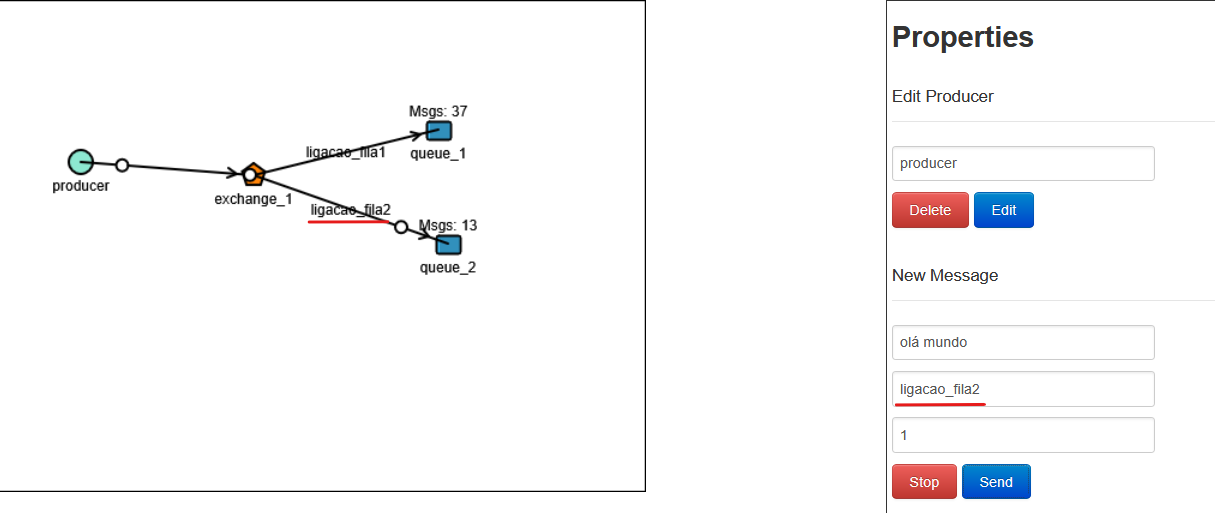 Msgs: 37
ligacao_fila1
queue_1
producer
exchange_1
ligacao_fila2
Msgs: 13
queue_2
Properties
Edit Producer
producer
Delete
Edit
New Message
olá mundo
ligacao_fila2
1
Stop
Send